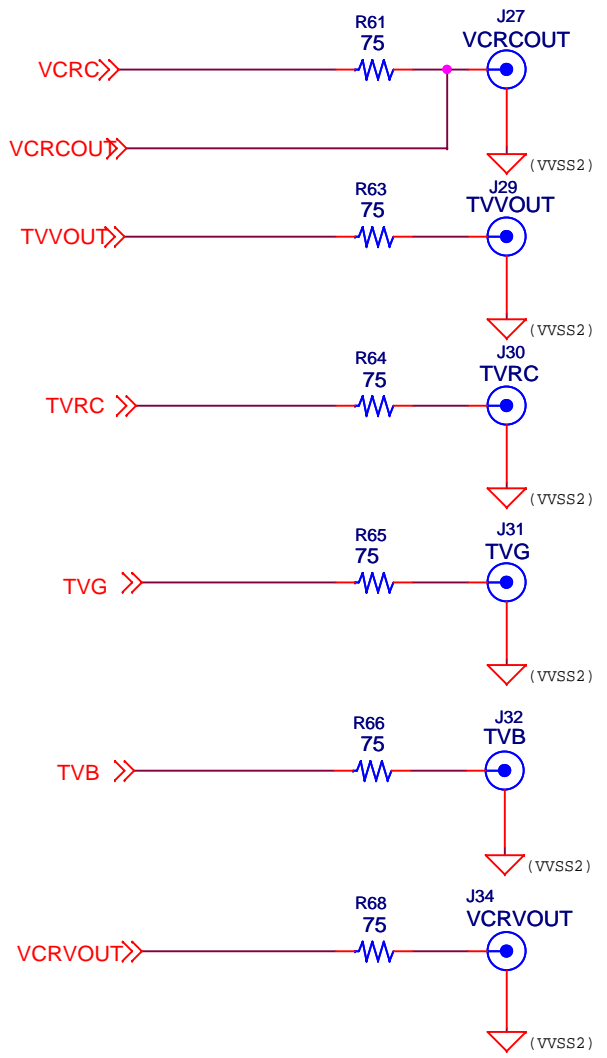 R61
75
J27
VCRCOUT
VCRC
VCRCOUT
(VVSS2)
R63
75
J29
TVVOUT
TVVOUT
(VVSS2)
R64
75
J30
TVRC
TVRC
(VVSS2)
R65
75
J31
TVG
TVG
(VVSS2)
R66
75
J32
TVB
TVB
(VVSS2)
R68
75
J34
VCRVOUT
VCRVOUT
(VVSS2)